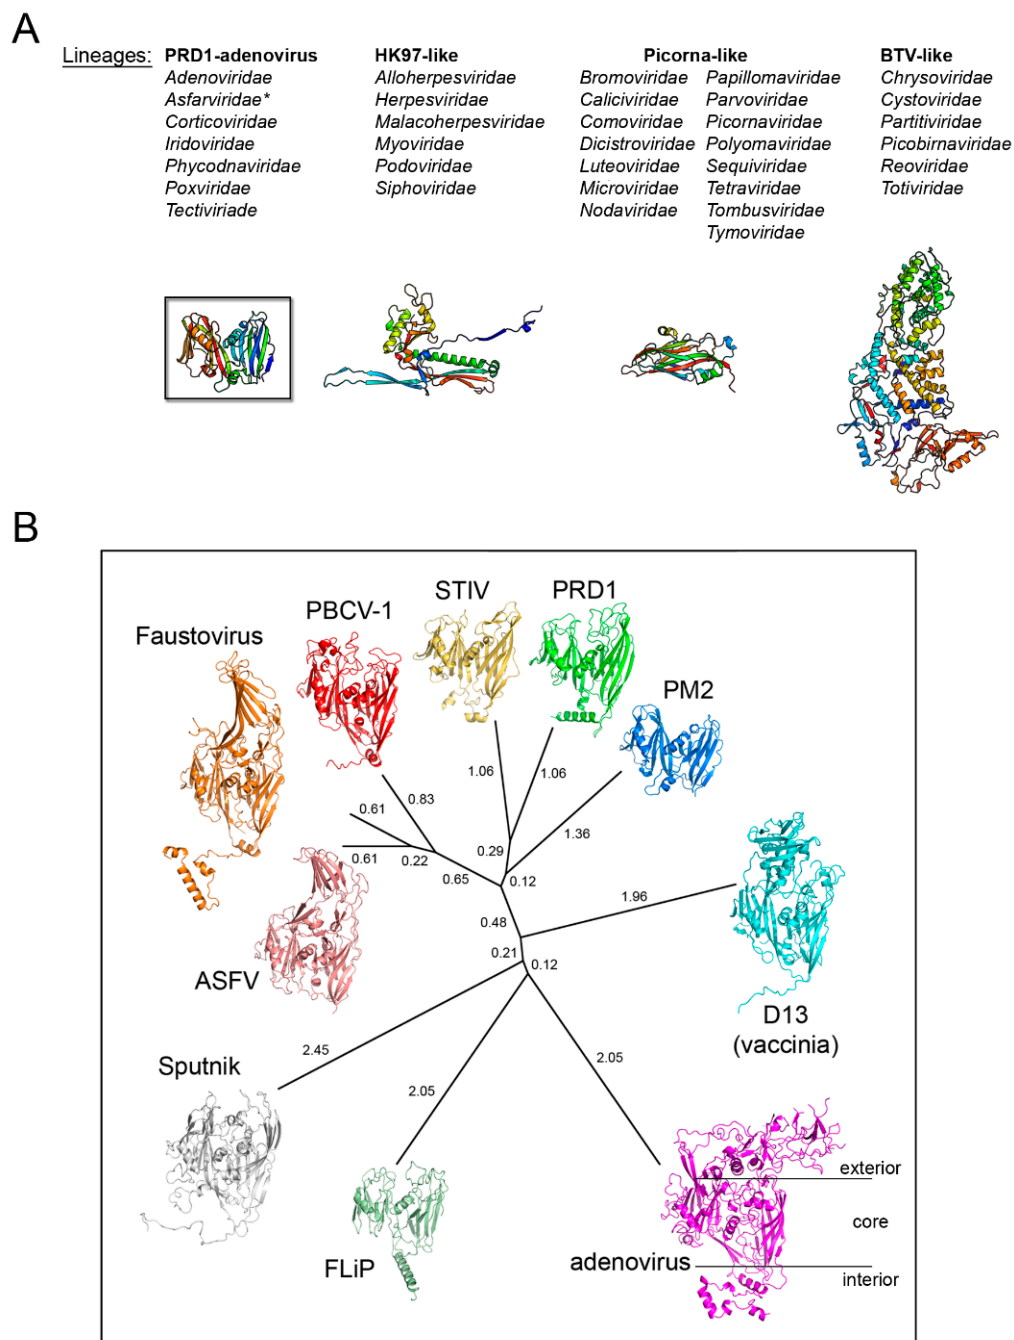 A
Lineages: PRD1-adenovirus HK97-like Picorna-like BTV-like
Adenoviridae Alloherpesviridae Bromoviridae Papillomaviridae Chrysoviridae
Asfarviridae* Herpesviridae Caliciviridae Parvoviridae Cystoviridae
Corticoviridae Malacoherpesviridae Comoviridae Picornaviridae Partitiviridae
Iridoviridae Myoviridae Dicistroviridae Polyomaviridae Picobirnaviridae
Phycodnaviridae Podoviridae Luteoviridae Sequiviridae Reoviridae
Poxviridae Siphoviridae Microviridae Tetraviridae Totiviridae
Tectiviriade Nodaviridae Tombusviridae
Tymoviridae
B
STIV PRD1
PBCV-1
Faustovirus
PM2
1.06 1.06
0.61 0.83
1.36
0.29
0.61 0.22
0.65 0.12
1.96
0.48
0.21
0.12
ASFV
D13
(vaccinia)
2.45
2.05
Sputnik
2.05
exterior
core
FLiP
adenovirus
interior